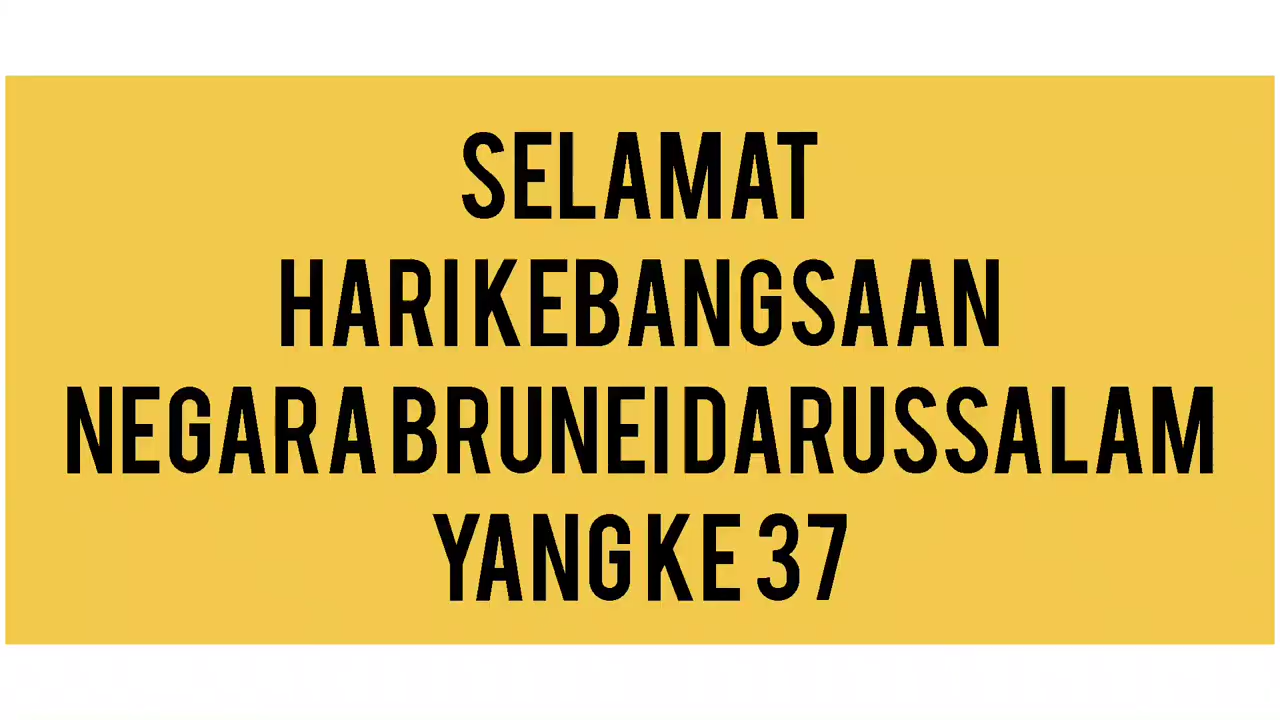 SELAMAT
HARI KEBANGSAAN
NEGARA BRUNEI DARUSSALAM
YANG KE 37